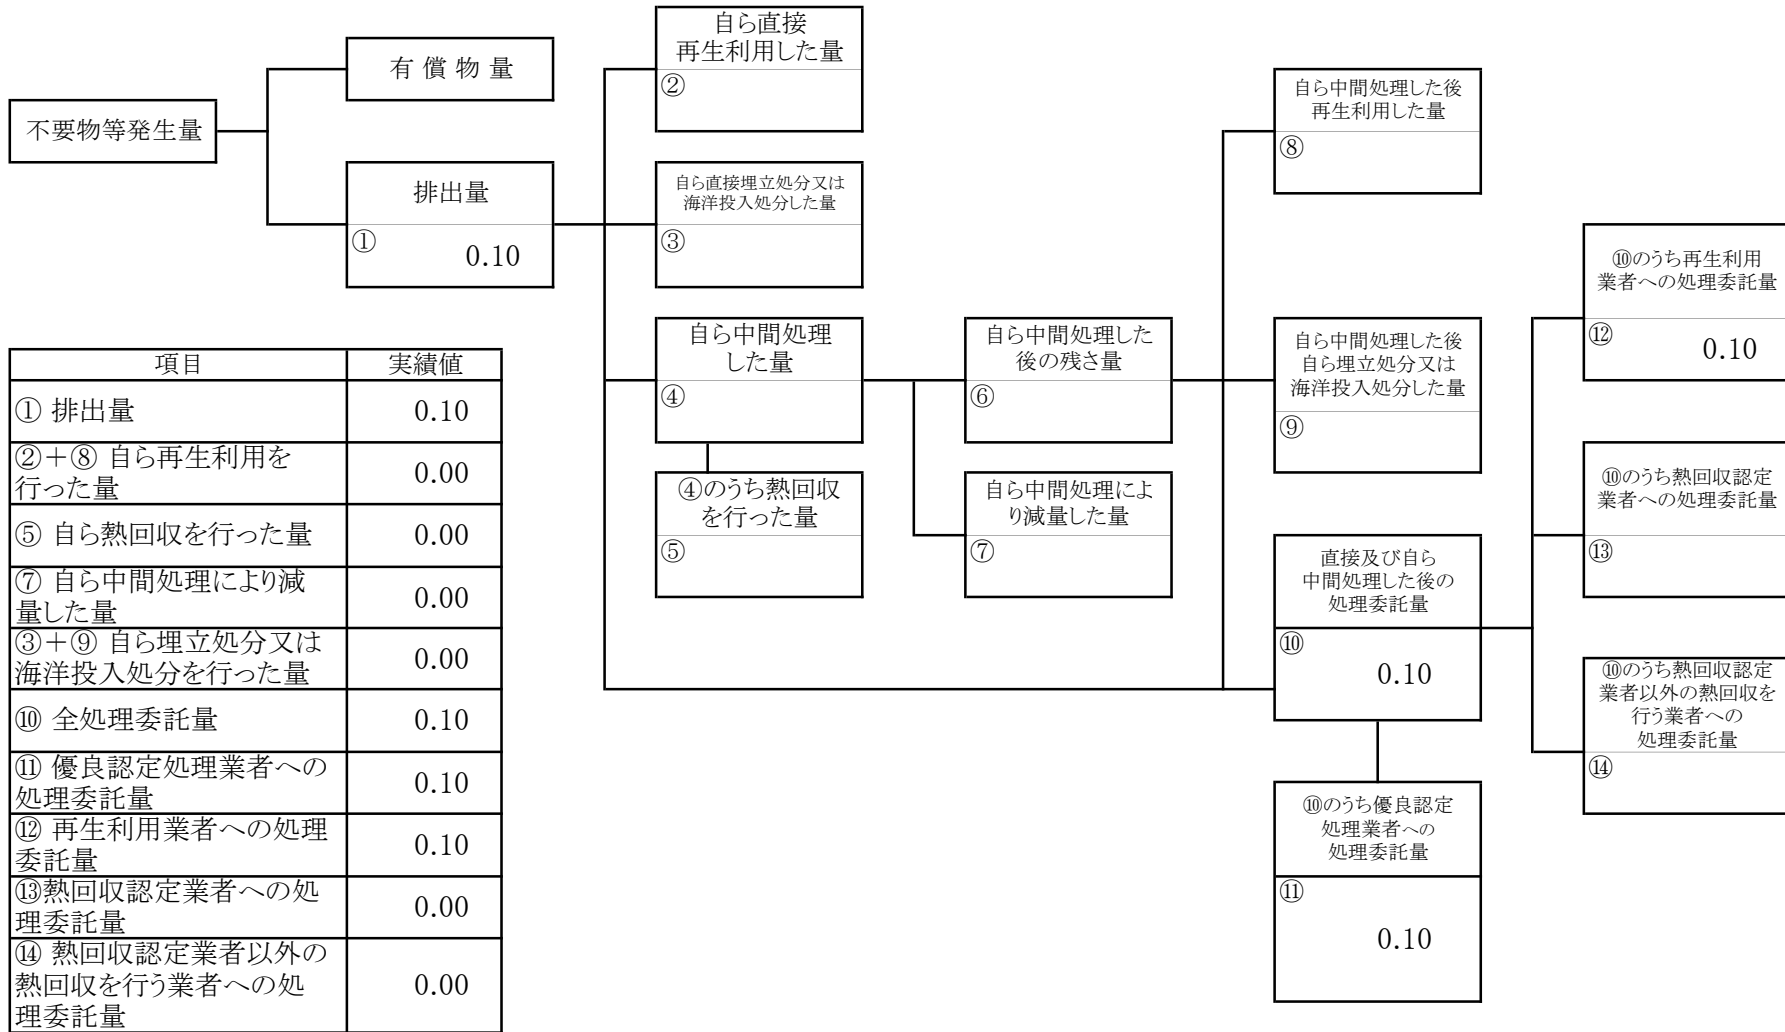 不要物等発生量
有 償 物 量
排出量
①
0.10
自ら直接
再生利用した量
②
自ら直接埋立処分又は
海洋投入処分した量
③
自ら中間処理
した量
④
④のうち熱回収
を行った量
⑤
自ら中間処理した
後の残さ量
⑥
自ら中間処理によ
り減量した量
⑦
自ら中間処理した後
再生利用した量
⑧
自ら中間処理した後
自ら埋立処分又は
海洋投入処分した量
⑨
直接及び自ら
中間処理した後の
処理委託量
⑩
0.10
⑩のうち優良認定
処理業者への
処理委託量
⑪
0.10
⑩のうち再生利用
業者への処理委託量
⑫
0.10
⑩のうち熱回収認定
業者への処理委託量
⑬
⑩のうち熱回収認定
業者以外の熱回収を
行う業者への
処理委託量
⑭
項目 実績値
① 排出量 0.10
②＋⑧ 自ら再生利用を
行った量 0.00
⑤ 自ら熱回収を行った量 0.00
⑦ 自ら中間処理により減
量した量 0.00
③＋⑨ 自ら埋立処分又は
海洋投入処分を行った量 0.00
⑩ 全処理委託量 0.10
⑪ 優良認定処理業者への
処理委託量 0.10
⑫ 再生利用業者への処理
委託量 0.10
⑬熱回収認定業者への処
理委託量 0.00
⑭ 熱回収認定業者以外の
熱回収を行う業者への処
理委託量 0.00